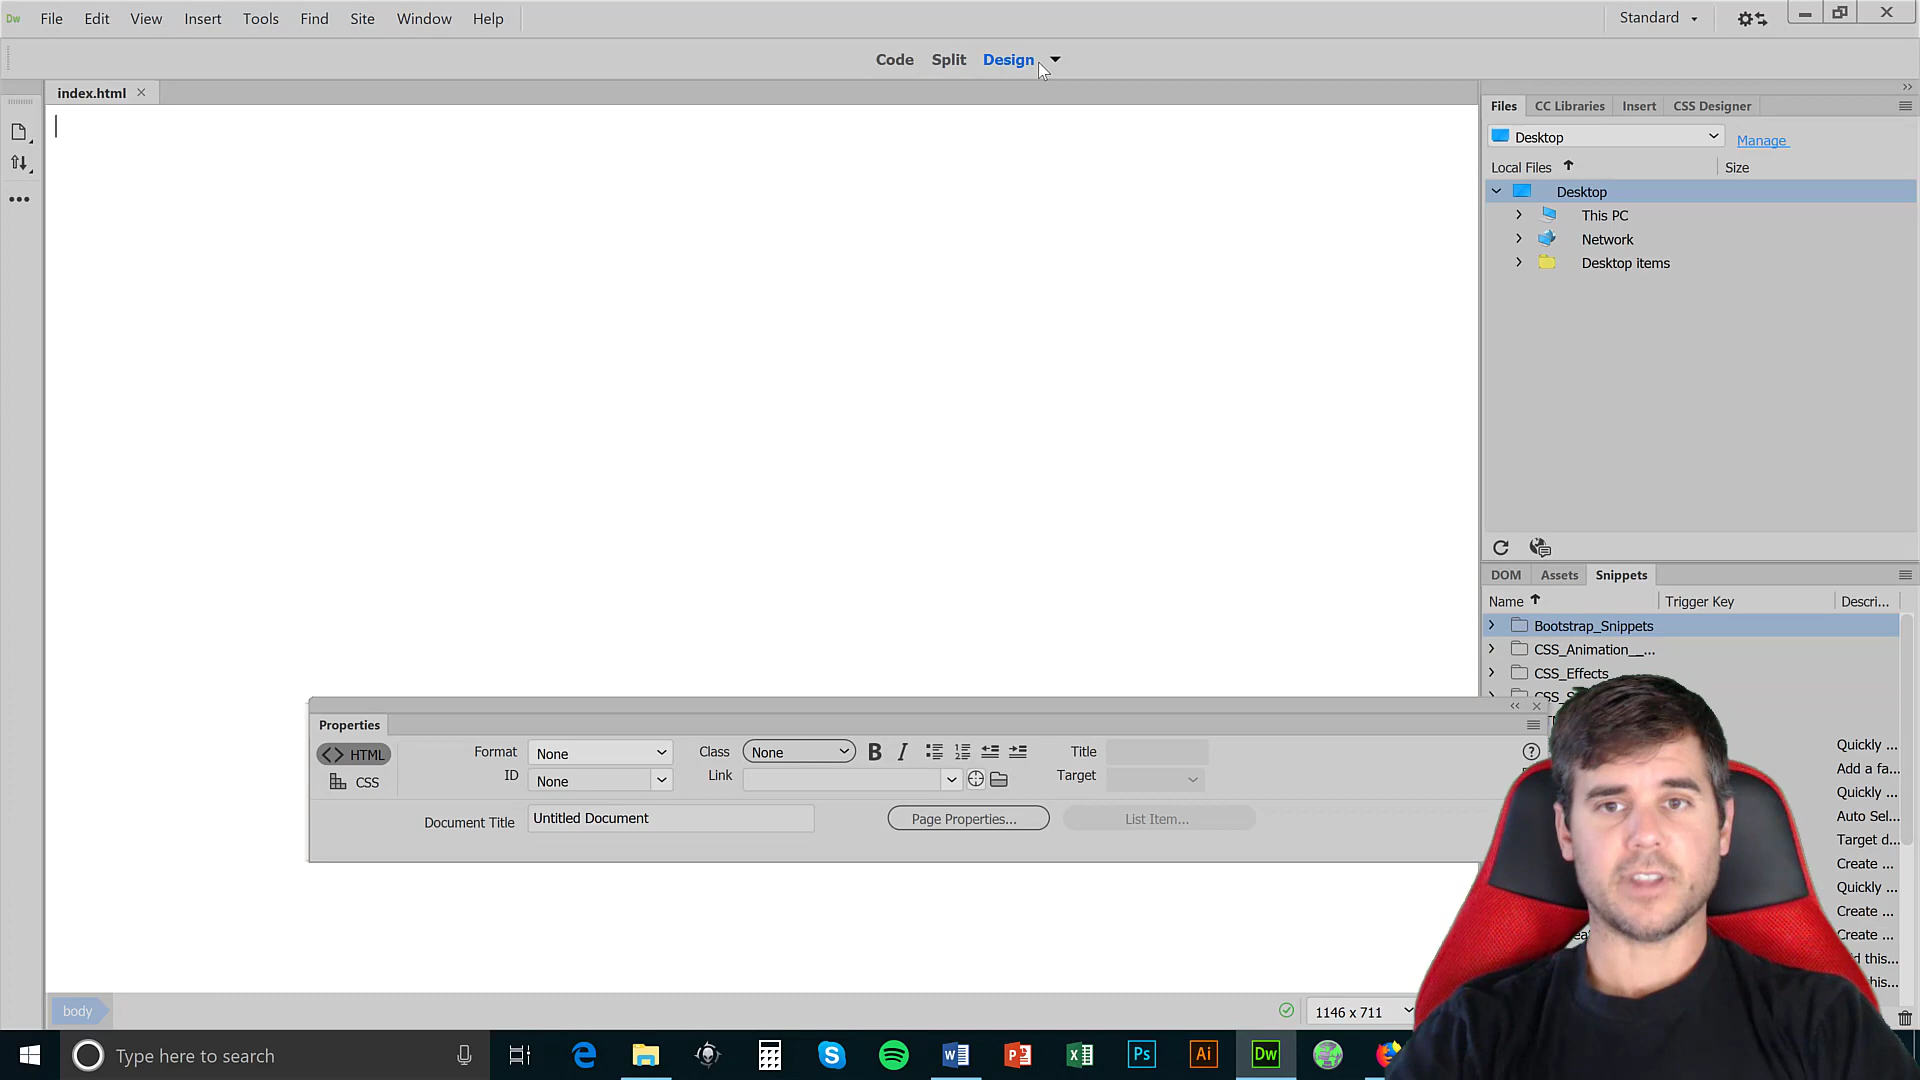 Dw File Edit View Insert Tools Find Site Window Help Standard
Code Split Design
index.html
Files CC Libraries Insert CSS Designer
Desktop Manage
Local Files Size
Desktop
This PC
Network
Desktop items
DOM Assets Snippets
Name Trigger Key Descri...
Bootstrap_Snippets
CSS_Animation__...
CSS_Effects
Properties
HTML Format None Class None B I Title
CSS ID None Link Target
Document Title Untitled Document Page Properties... List Item...
Quickly ...
Add a fa...
Quickly ...
Auto Sel...
Target d...
Create ...
Quickly ...
Create ...
Create ...
body 1146 x 711
Type here to search Ps Ai Dw